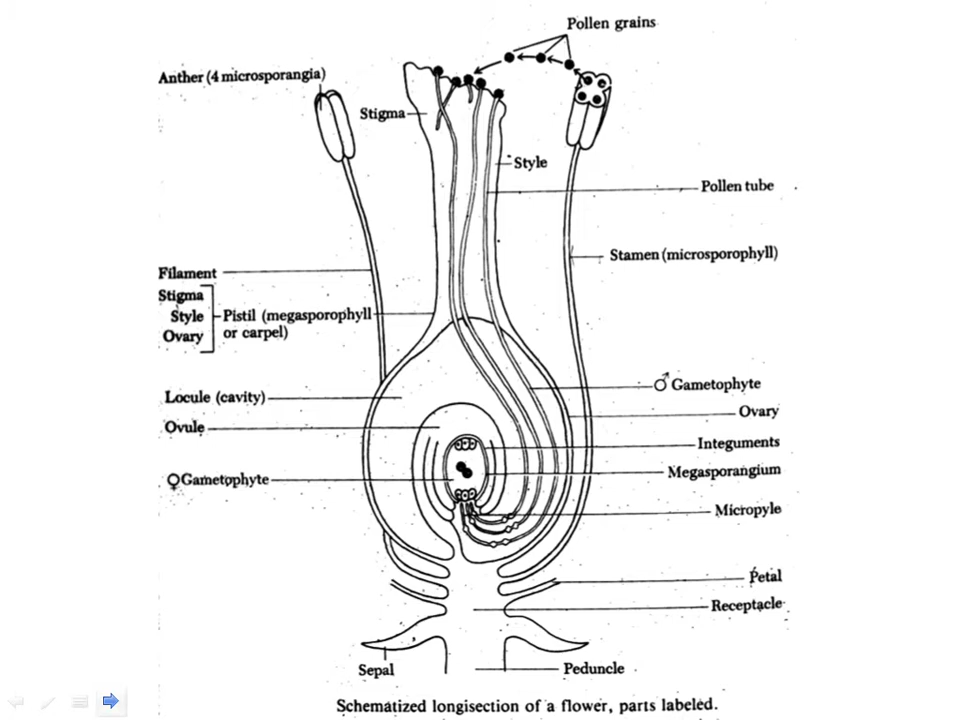 Pollen grains
Anther (4 microsporangia)
Stigma
Style
Pollen tube
Stamen (microsporophyll)
Filament
Stigma
Style
Ovary
Pistil (megasporophyll
or carpel)
♂ Gametophyte
Locule (cavity)
Ovary
Ovule
Integuments
Megasporangium
♀Gametophyte
Micropyle
Petal
Receptacle
Sepal
Peduncle
Schematized longisection of a flower, parts labeled.